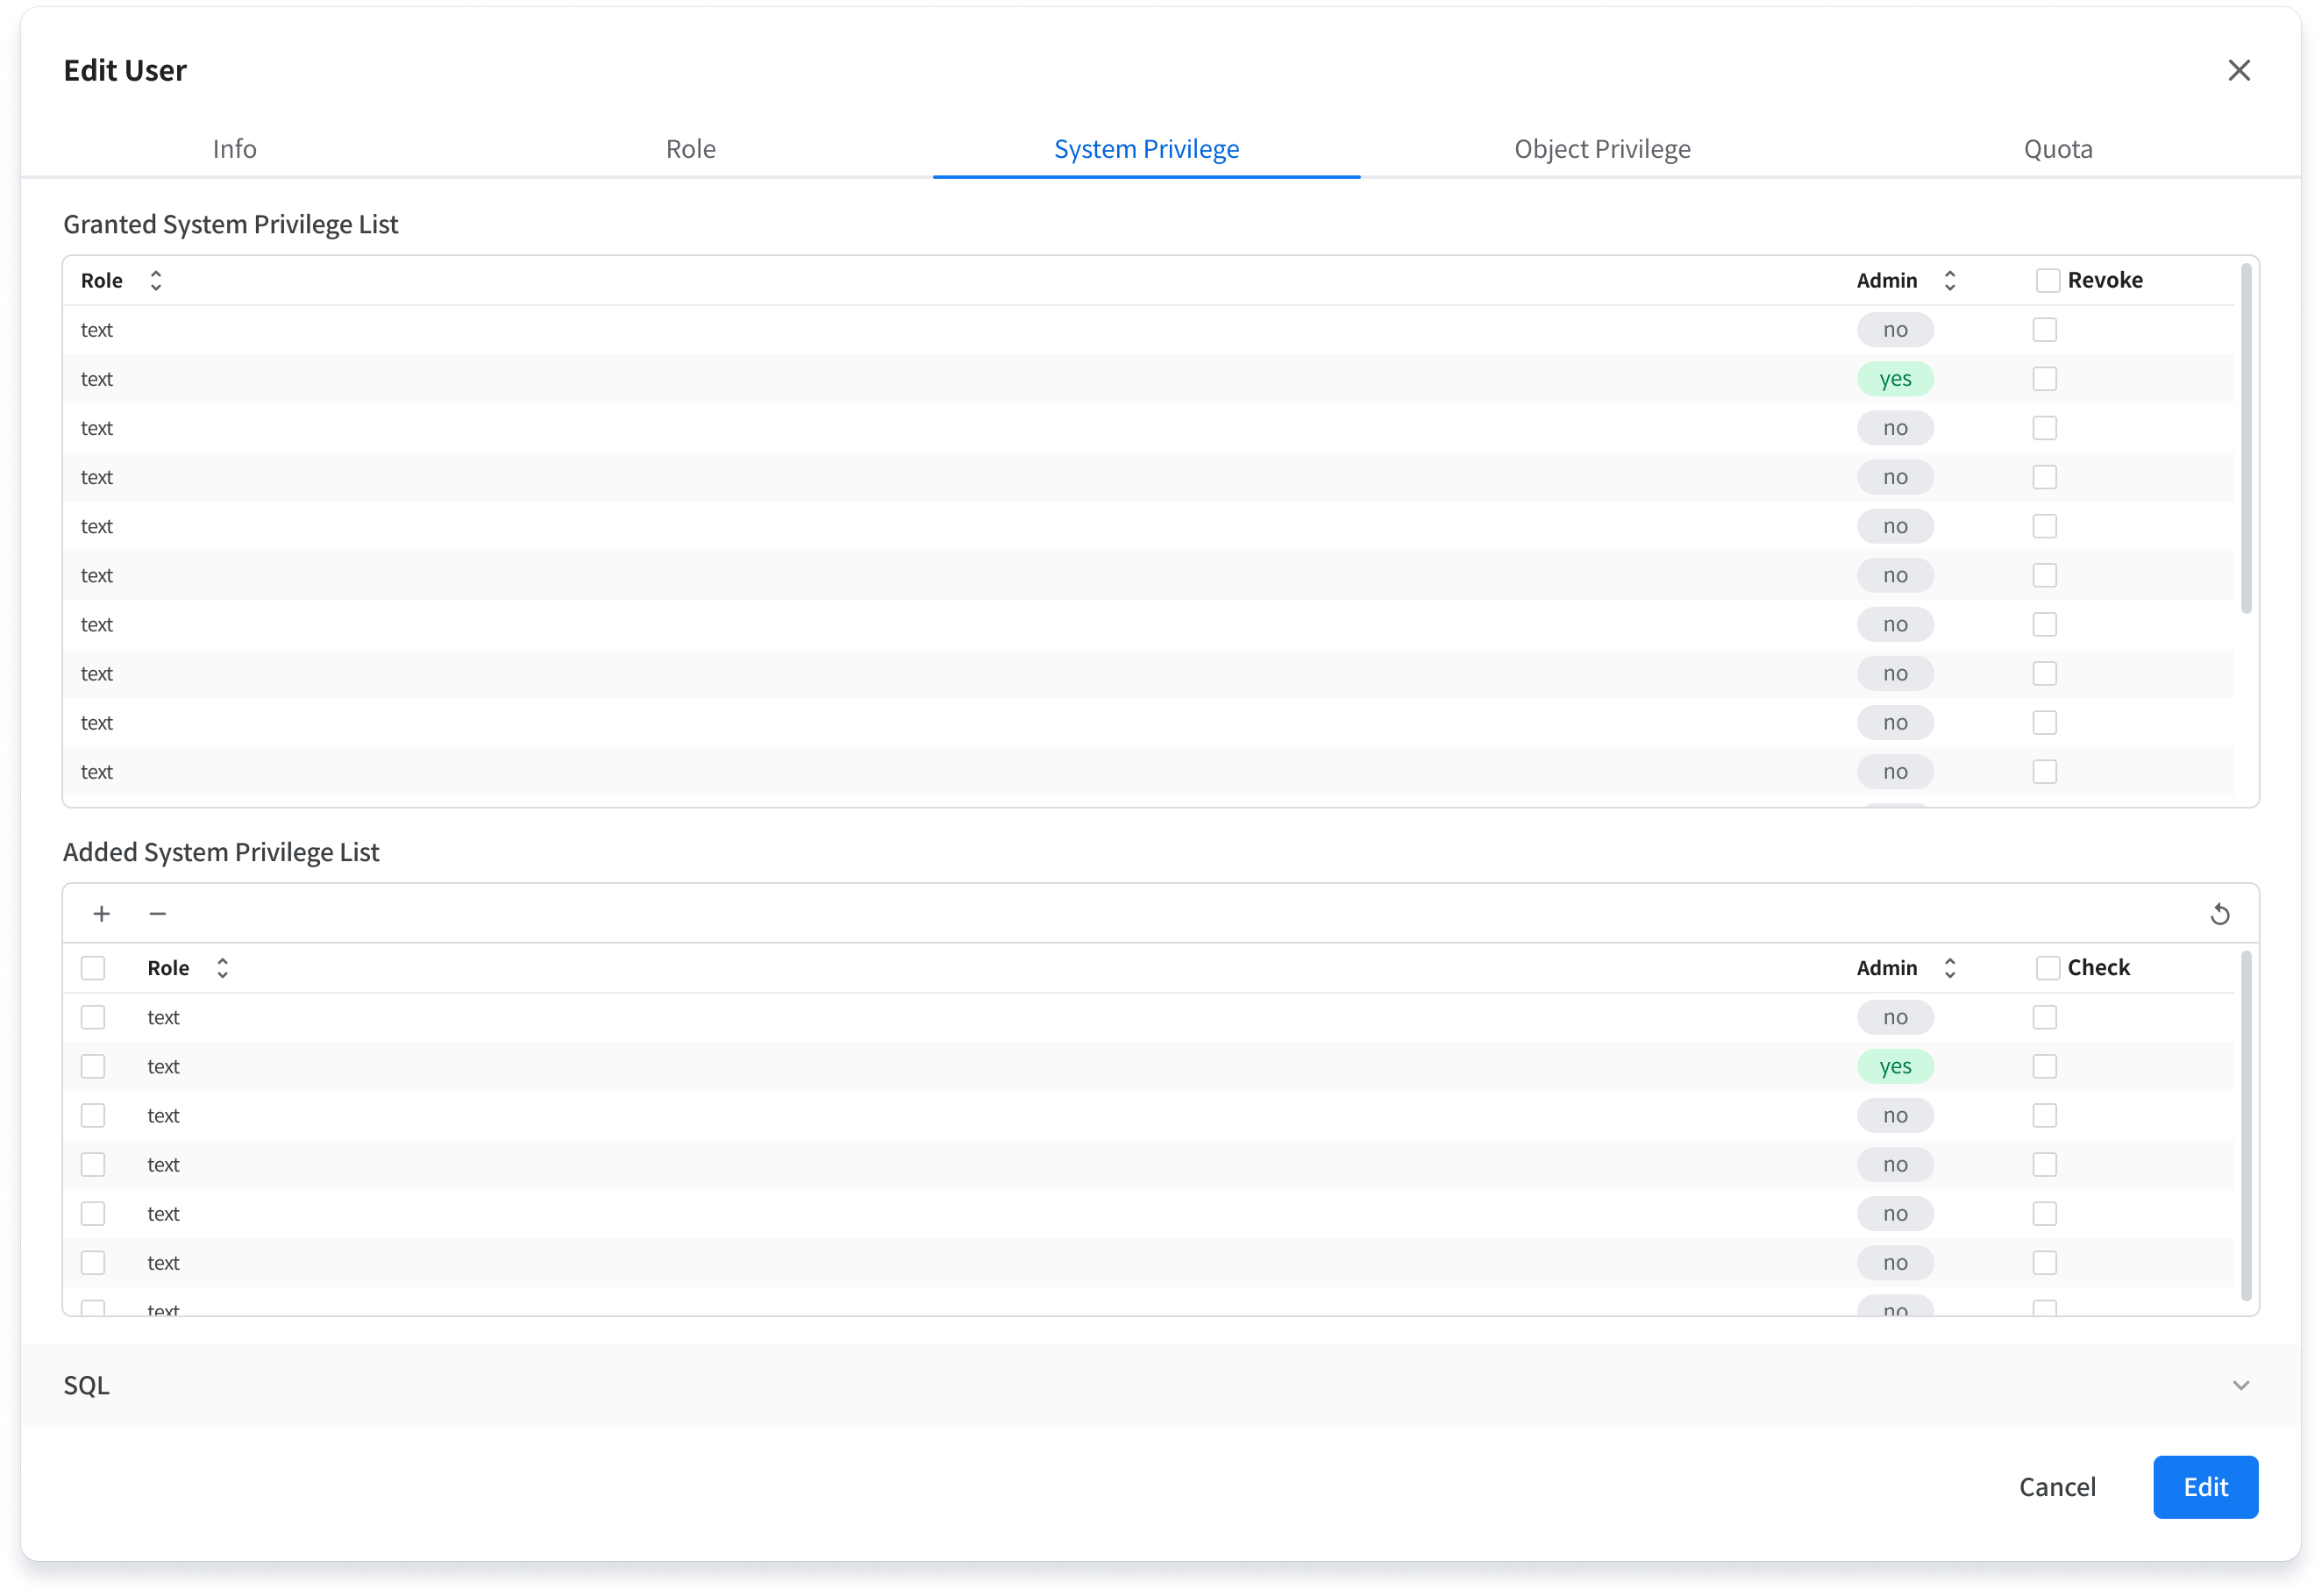 Edit User
Info Role System Privilege Object Privilege Quota
Granted System Privilege List
Role Admin Revoke
text no
text yes
text no
text no
text no
text no
text no
text no
text no
text no
Added System Privilege List
Role Admin Check
text no
text yes
text no
text no
text no
text no
text no
SQL
Cancel Edit